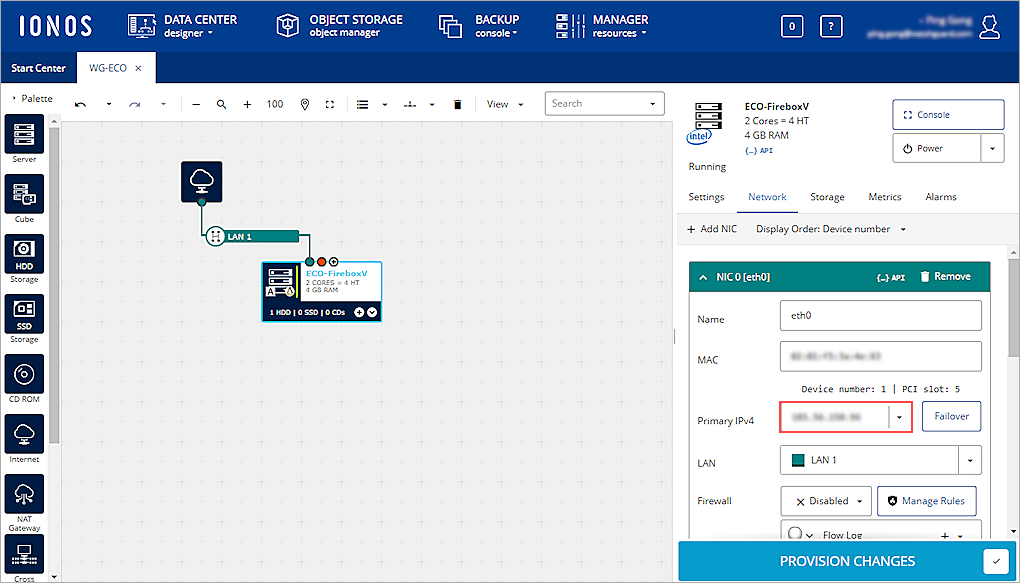 IONOS
DATA CENTER
designer
OBJECT STORAGE
object manager
BACKUP
console
MANAGER
resources
0
?
Start Center
WG-ECO ×
Palette
100
View
Search
Server
Cube
HDD
Storage
SSD
Storage
CD ROM
Internet
NAT
Gateway
Cross
LAN 1
ECO-FireboxV
2 CORES = 4 HT
4 GB RAM
A
1 HDD | 0 SSD | 0 CDs
intel
Running
ECO-FireboxV
2 Cores = 4 HT
4 GB RAM
{...} API
Console
Power
Settings
Network
Storage
Metrics
Alarms
+ Add NIC
Display Order: Device number
NIC 0 [eth0]
{...} API
Remove
Name
eth0
MAC
Device number: 1 | PCI slot: 5
Primary IPv4
Failover
LAN
LAN 1
Firewall
Disabled
Manage Rules
Flow Log
PROVISION CHANGES